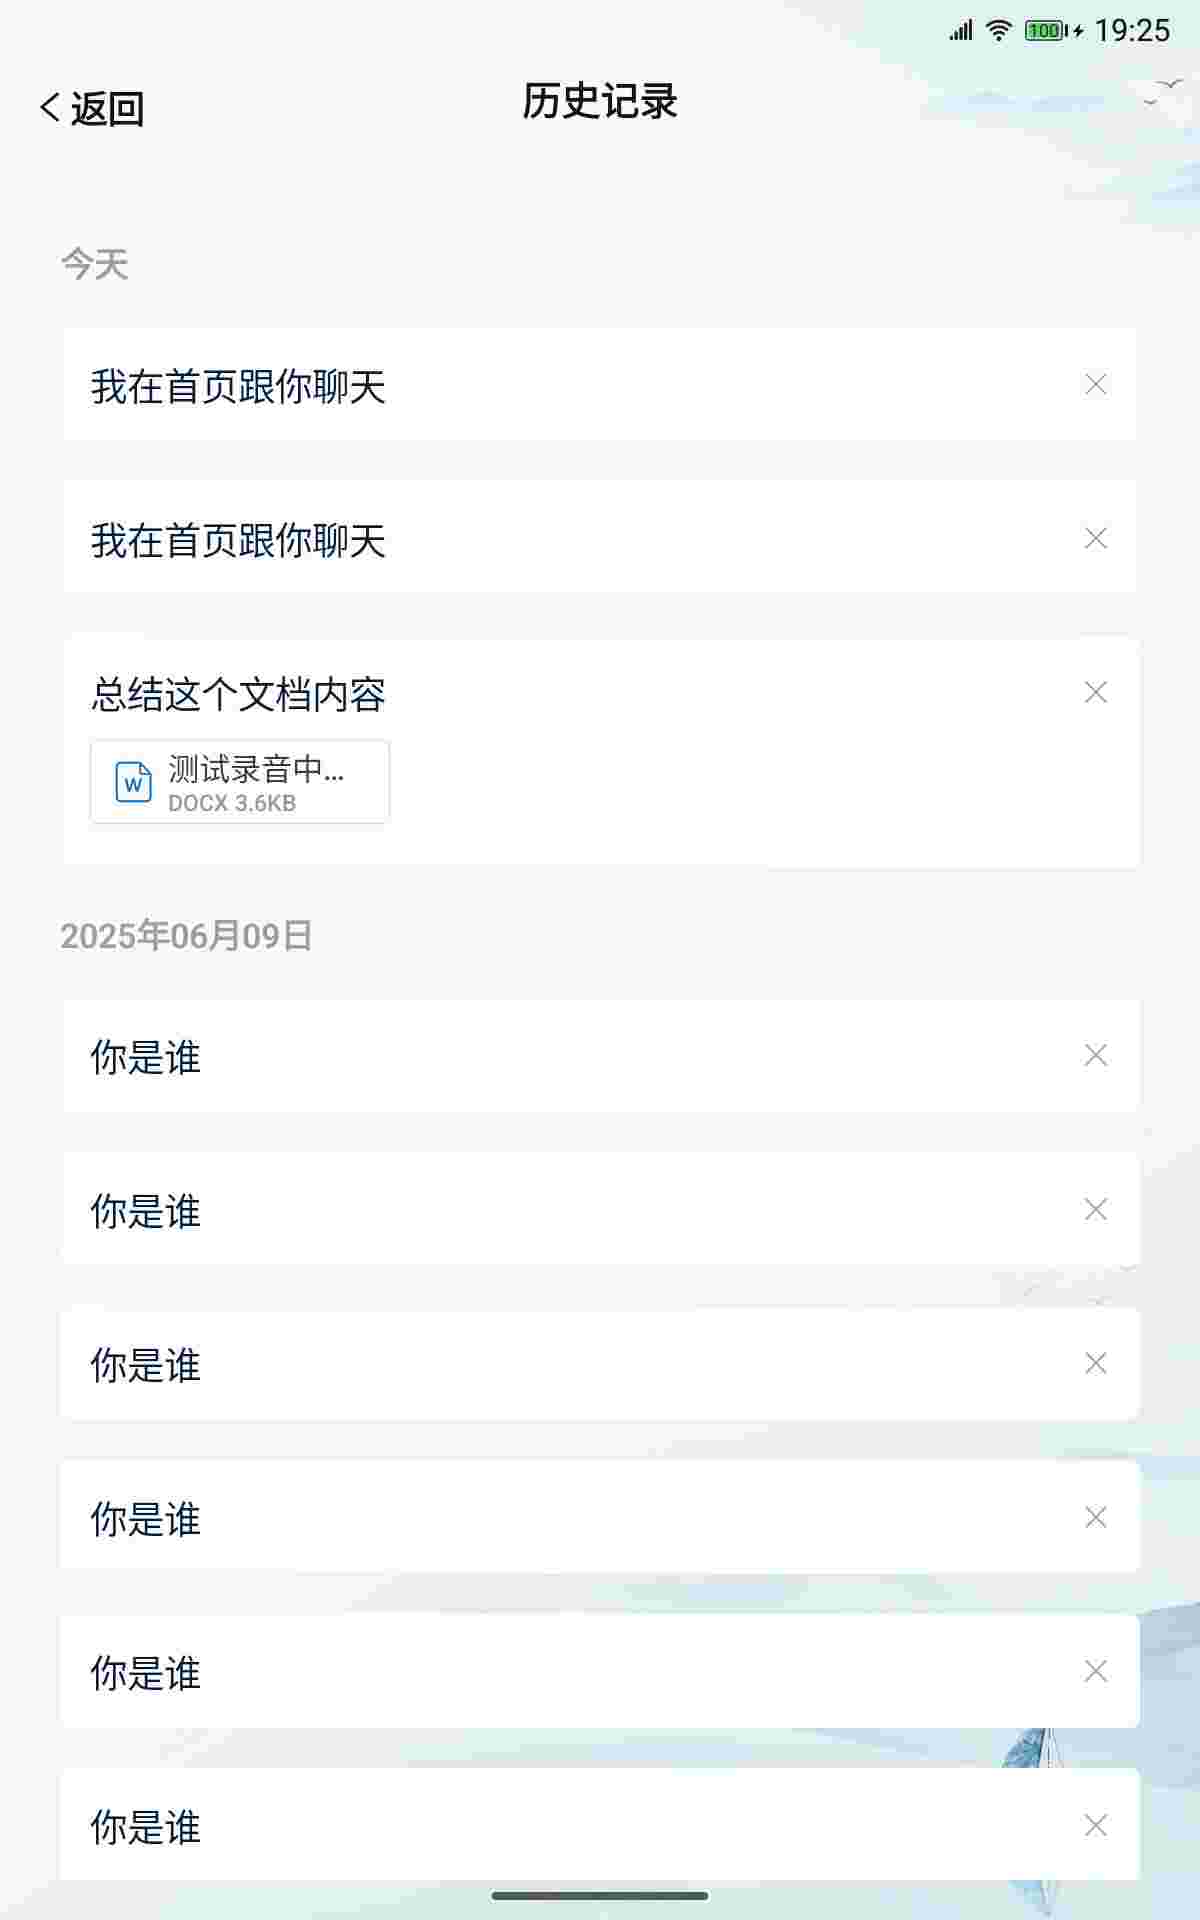 100 19:25
返回
历史记录
今天
我在首页跟你聊天
我在首页跟你聊天
总结这个文档内容
测试录音中...
W
DOCX 3.6KB
2025年06月09日
你是谁
你是谁
你是谁
你是谁
你是谁
你是谁